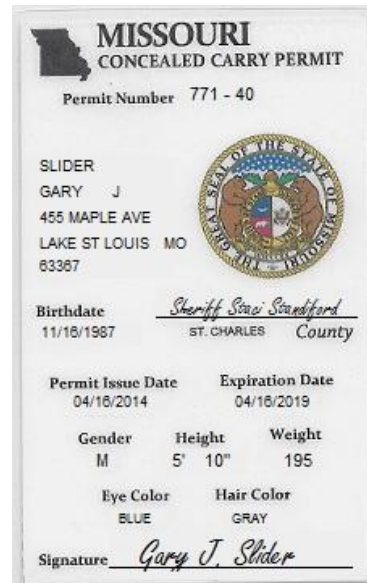 MISSOURI
CONCEALED CARRY PERMIT
Permit Number 771 - 40
SLIDER
GARY J
455 MAPLE AVE
LAKE ST LOUIS MO
63367
THE GREAT SEAL OF THE STATE OF MISSOURI
Birthdate Sheriff Staci Standiford
11/16/1987 ST. CHARLES County
Permit Issue Date Expiration Date
04/16/2014 04/16/2019
Gender Height Weight
M 5' 10" 195
Eye Color Hair Color
BLUE GRAY
Signature Gary J. Slider